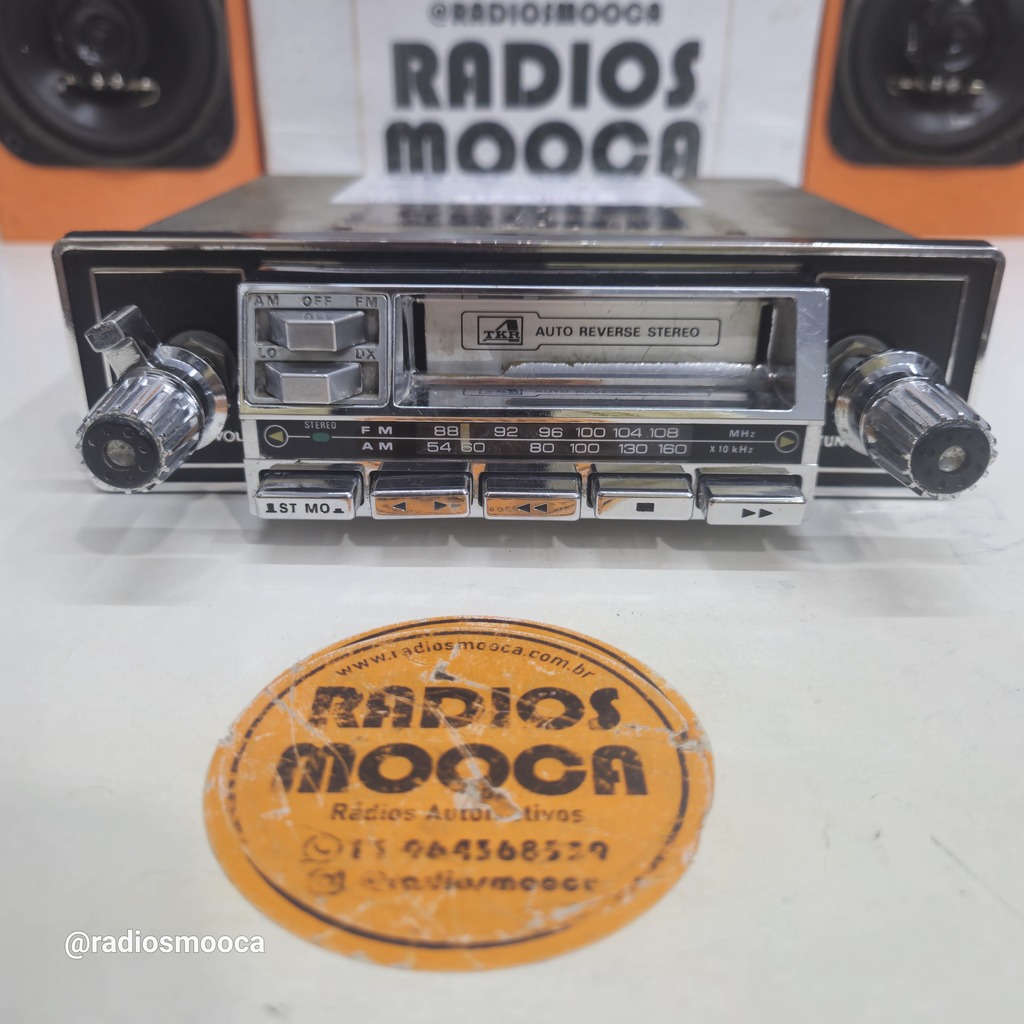 @RADIOSMOOCA
RADIOS
MOOCA
AM OFF FM
LO DX
TKR AUTO REVERSE STEREO
VOL
TUN
STEREO FM 88 92 96 100 104 108 MHz
AM 54 60 80 100 130 160 X 10 kHz
ST MO
www.radiosmooca.com.br
RADIOS
MOOCA
Rádios Automotivos
@radiosmooca
@radiosmooca